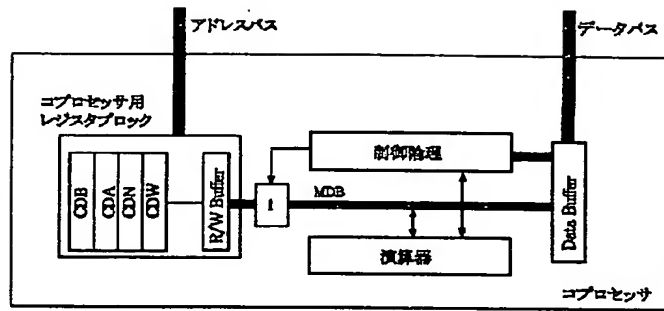 アドレスバス
データバス
コプロセッサ用
レジスタブロック
制御論理
CDB
CDA
CDN
CDW
R/W Buffer
1
MDB
Data Buffer
演算器
コプロセッサ